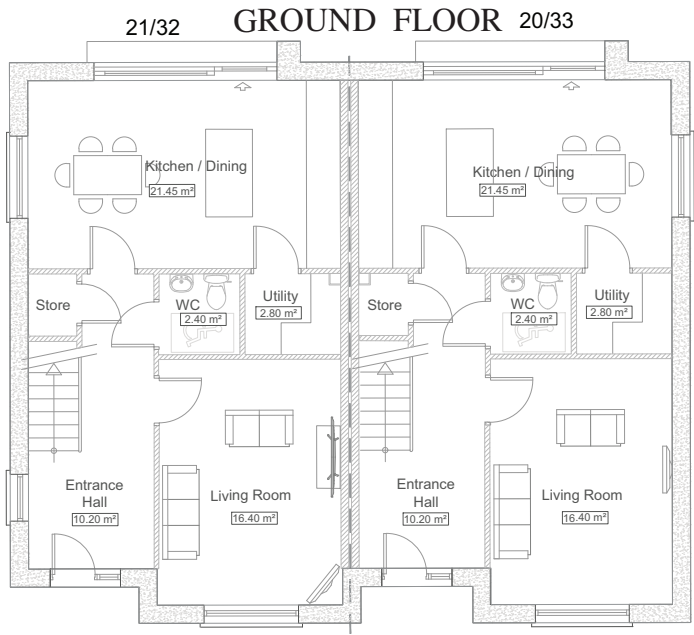 21/32 GROUND FLOOR 20/33
Kitchen / Dining
21.45 m²
Kitchen / Dining
21.45 m²
Store
WC
2.40 m²
Utility
2.80 m²
Store
WC
2.40 m²
Utility
2.80 m²
Entrance
Hall
10.20 m²
Living Room
16.40 m²
Entrance
Hall
10.20 m²
Living Room
16.40 m²